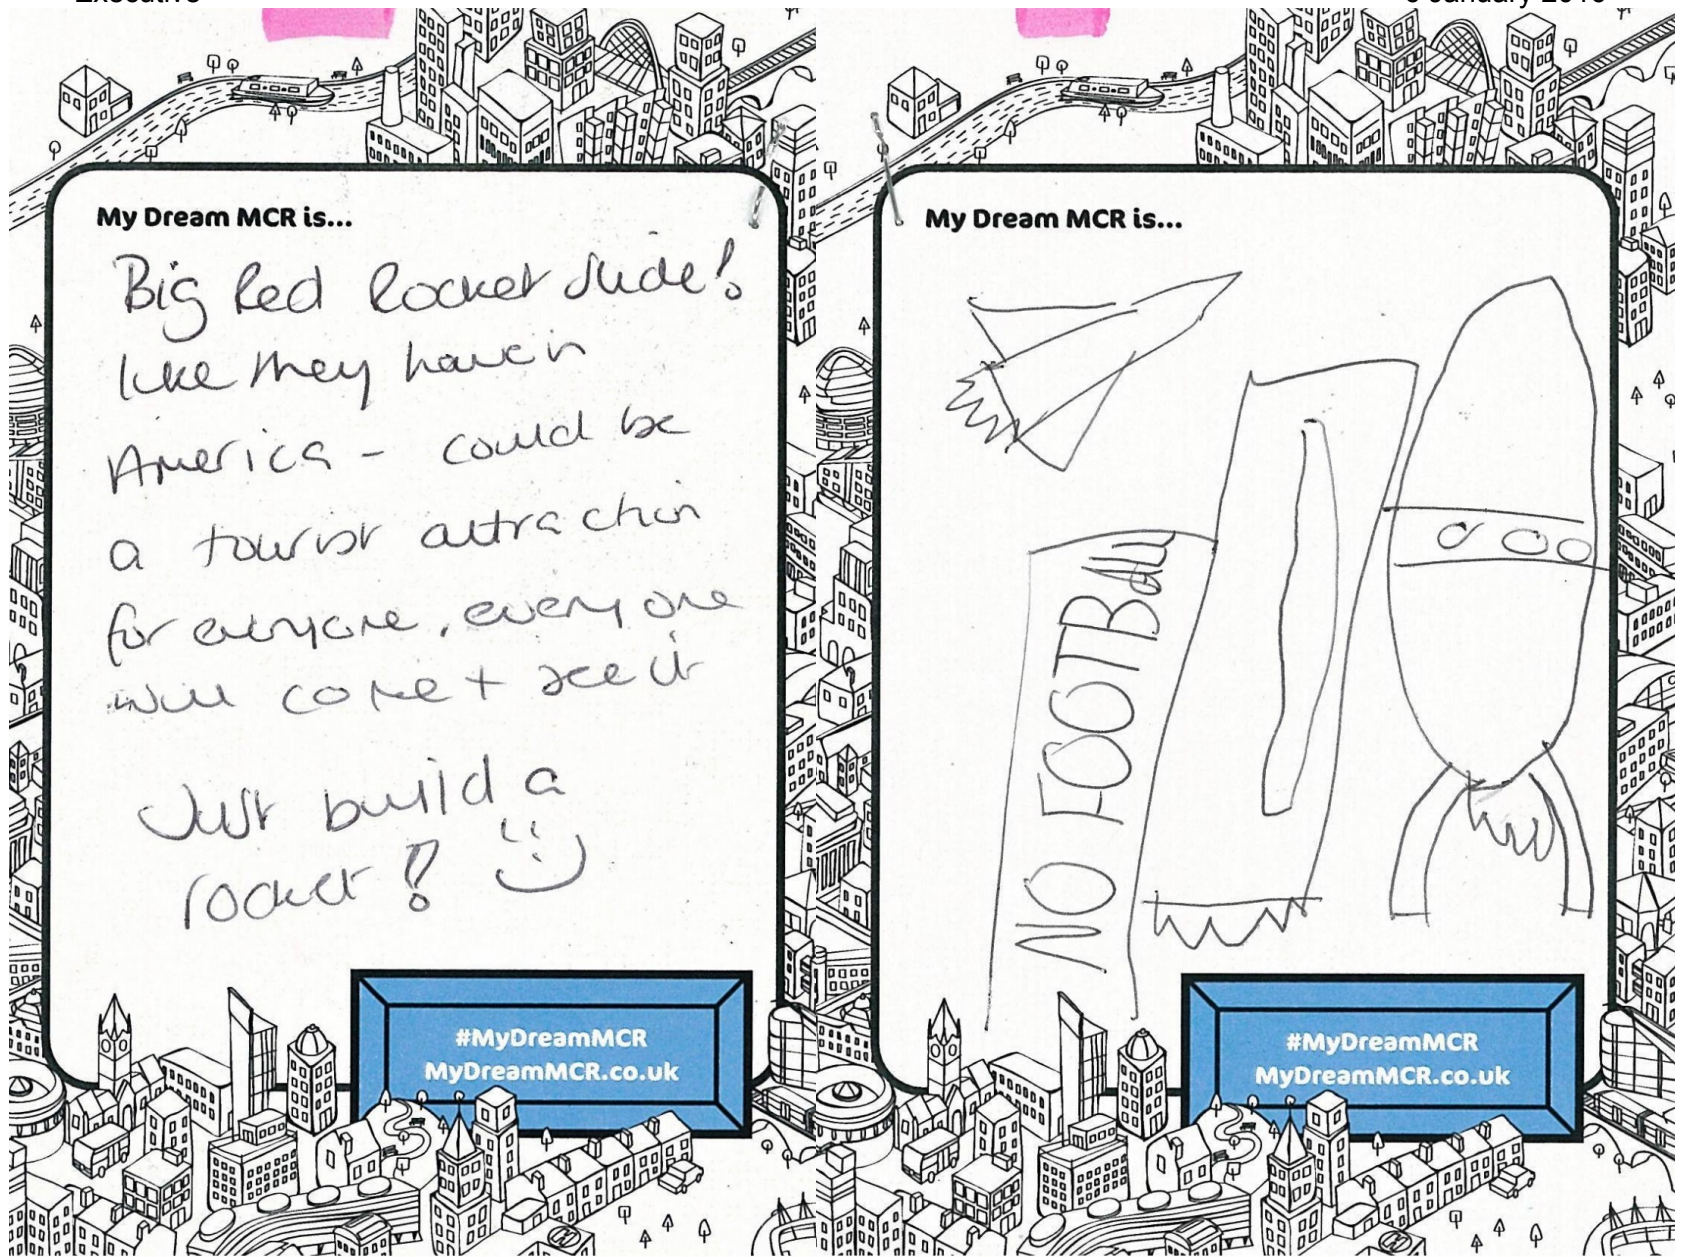 My Dream MCR is...
Big Red Rocket slide!
like they have in
America - could be
a tourist attraction
for everyone, everyone
will come + see it
Just build a
rocket!
#MyDreamMCR
MyDreamMCR.co.uk
My Dream MCR is...
NO FOOTBALL
#MyDreamMCR
MyDreamMCR.co.uk